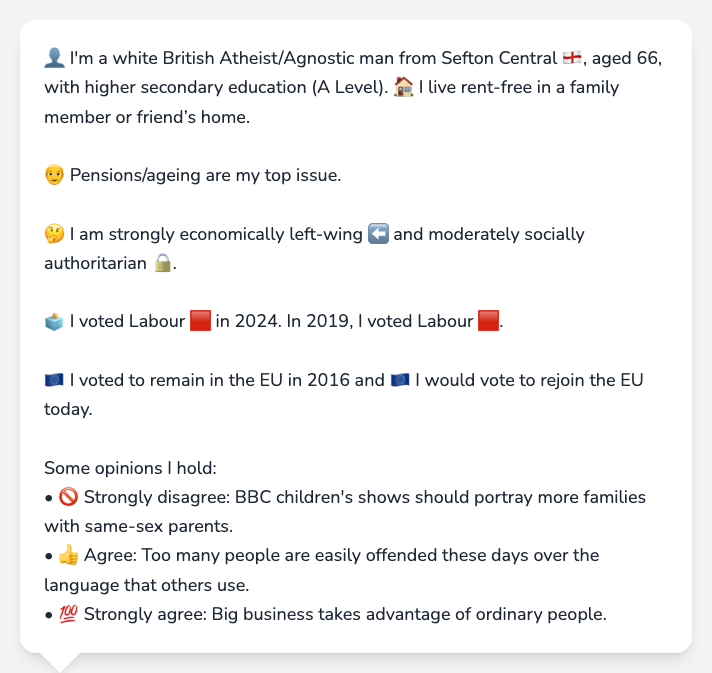 👤 I'm a white British Atheist/Agnostic man from Sefton Central 🏴󠁧󠁢󠁥󠁮󠁧󠁿, aged 66,
with higher secondary education (A Level). 🏠 I live rent-free in a family
member or friend’s home.
👴 Pensions/ageing are my top issue.
🤔 I am strongly economically left-wing ⬅️ and moderately socially
authoritarian 🔒.
🗳️ I voted Labour 🟥 in 2024. In 2019, I voted Labour 🟥.
🇪🇺 I voted to remain in the EU in 2016 and 🇪🇺 I would vote to rejoin the EU
today.
Some opinions I hold:
• 🚫 Strongly disagree: BBC children's shows should portray more families
with same-sex parents.
• 👍 Agree: Too many people are easily offended these days over the
language that others use.
• 💯 Strongly agree: Big business takes advantage of ordinary people.